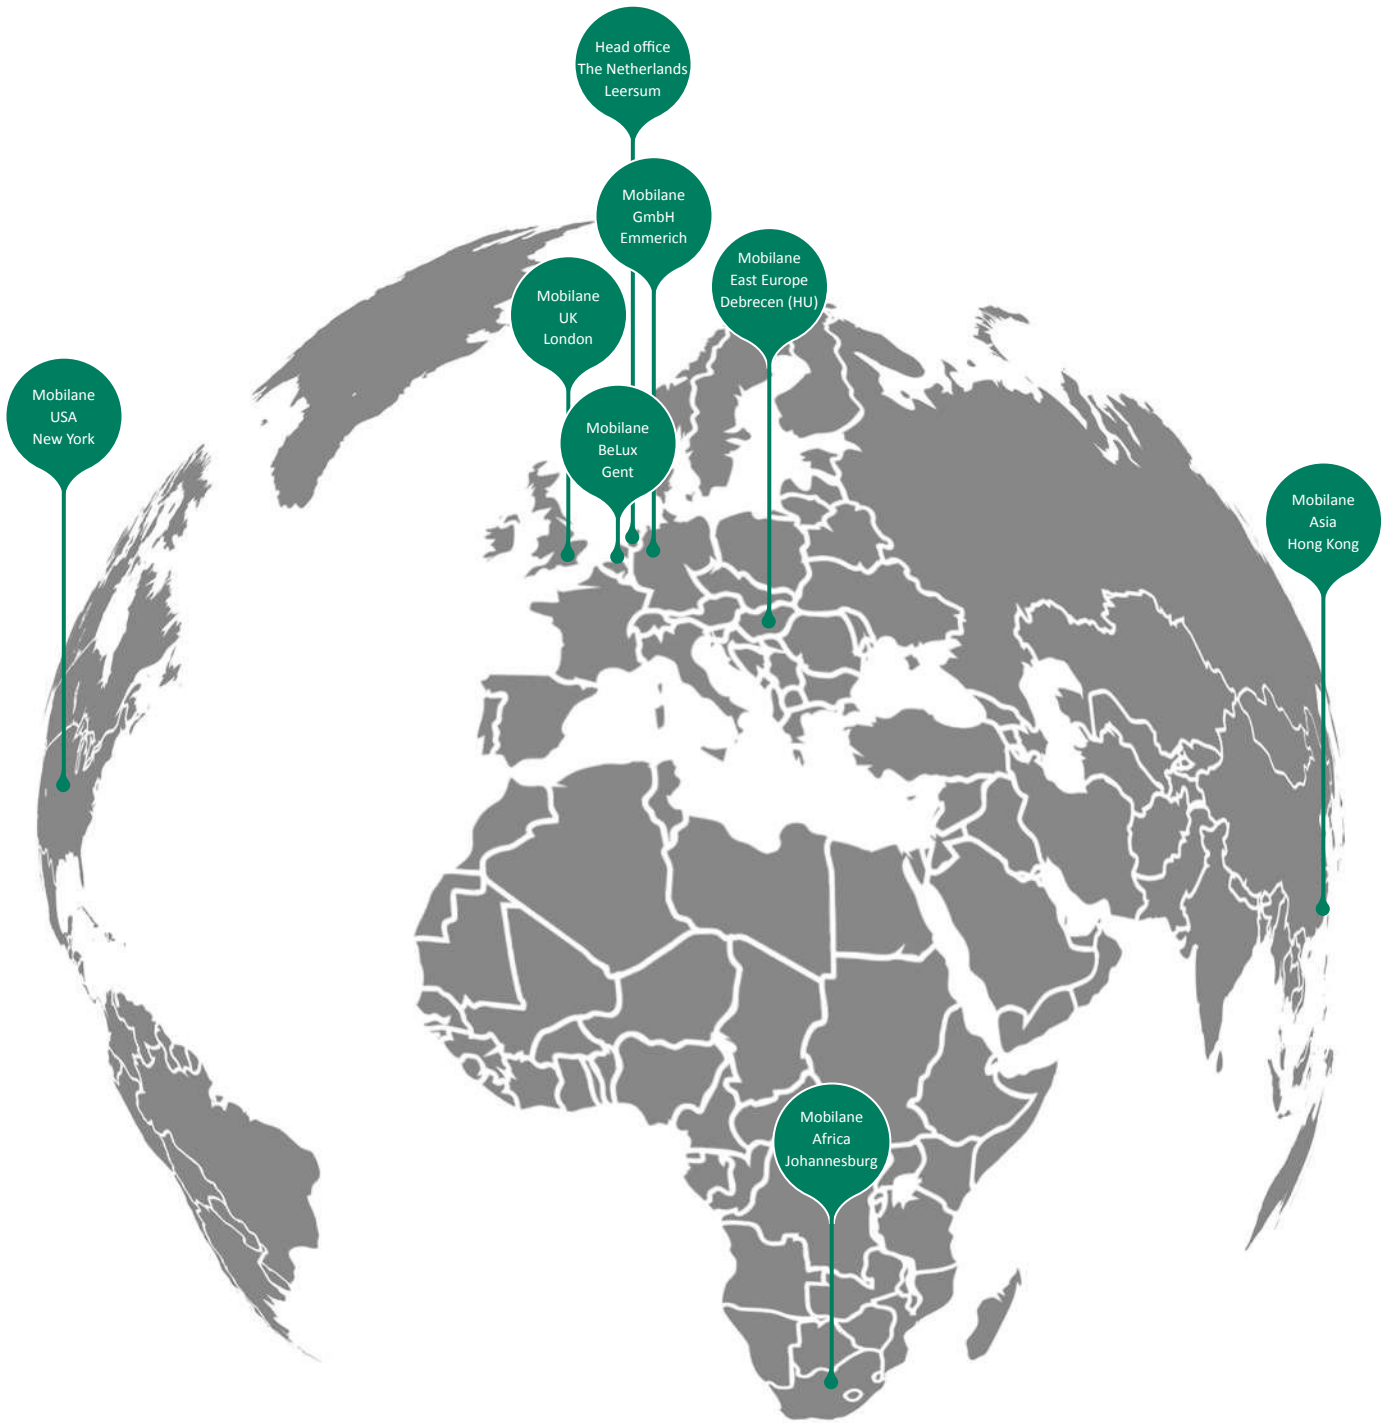 Head office
The Netherlands
Leersum
Mobilane
GmbH
Emmerich
Mobilane
East Europe
Debrecen (HU)
Mobilane
UK
London
Mobilane
USA
New York
Mobilane
BeLux
Gent
Mobilane
Asia
Hong Kong
Mobilane
Africa
Johannesburg